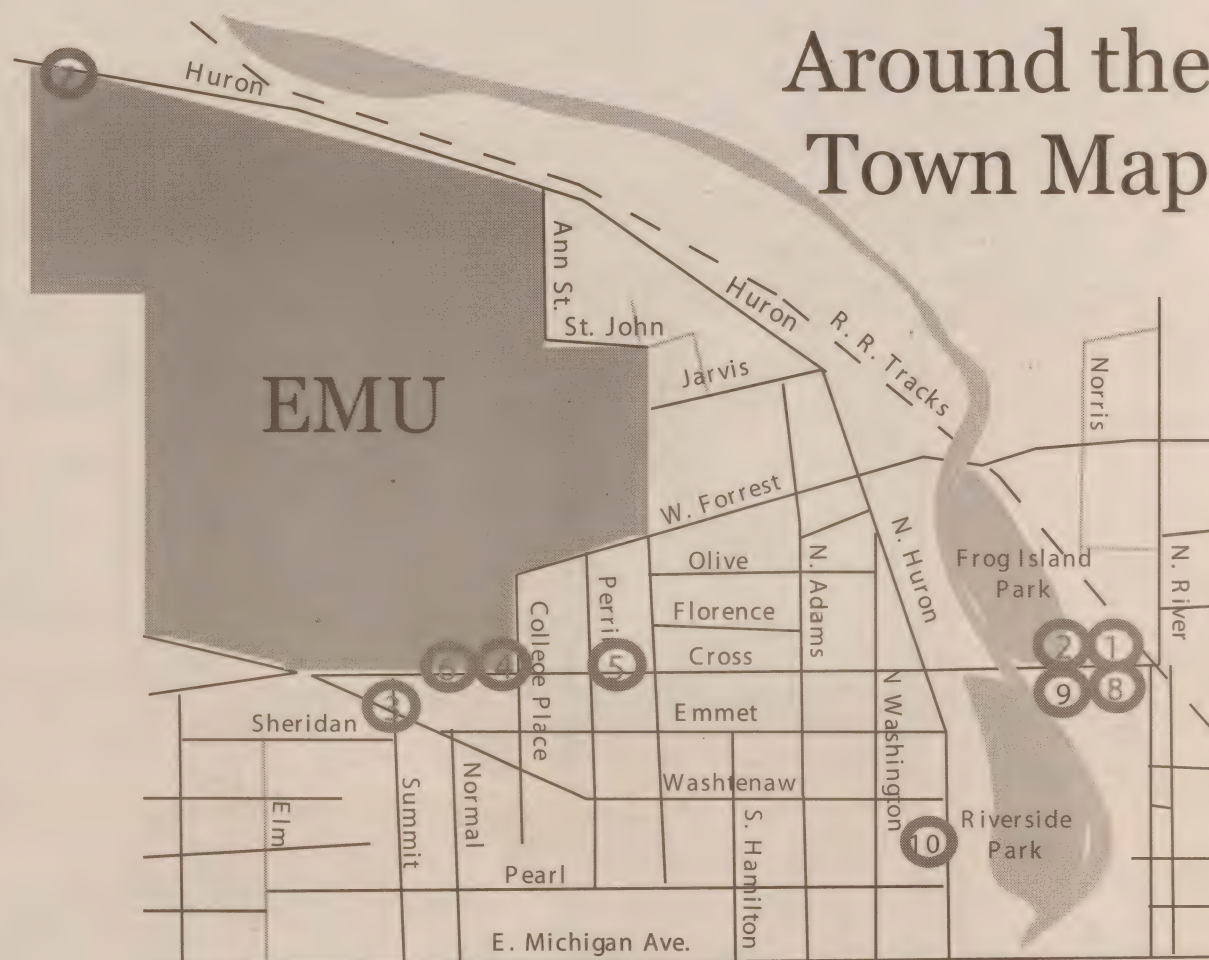 Around the
Town Map
7
Huron
Ann St.
St. John
Huron
R. R. Tracks
Jarvis
Norris
EMU
W. Forrest
Olive
N. Adams
N. Huron
Frog Island
Park
N. River
College Place
Perri
Florence
Cross
2
1
6
4
5
9
8
3
Sheridan
Emmet
N Washington
Elm
Summit
Normal
Washtenaw
S. Hamilton
Riverside
Park
10
Pearl
E. Michigan Ave.